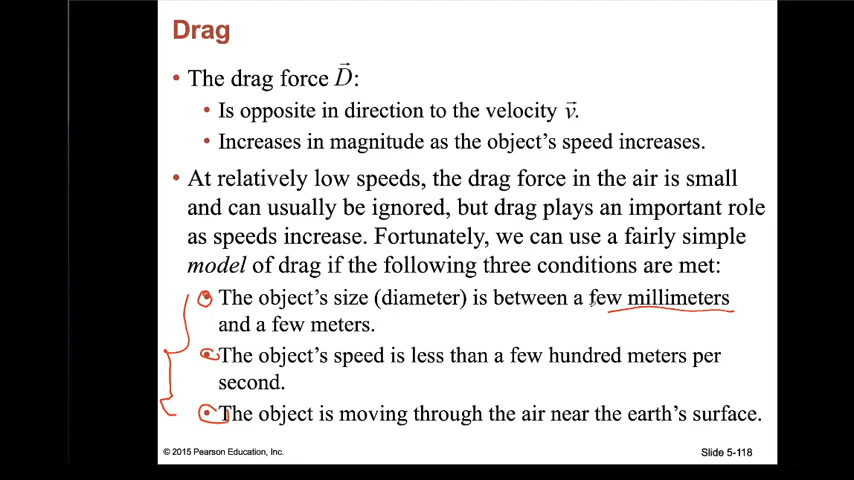 Drag
• The drag force D⃗:
• Is opposite in direction to the velocity v⃗.
• Increases in magnitude as the object's speed increases.
• At relatively low speeds, the drag force in the air is small
and can usually be ignored, but drag plays an important role
as speeds increase. Fortunately, we can use a fairly simple
model of drag if the following three conditions are met:
• The object's size (diameter) is between a few millimeters
and a few meters.
• The object's speed is less than a few hundred meters per
second.
• The object is moving through the air near the earth's surface.
© 2015 Pearson Education, Inc.
Slide 5-118